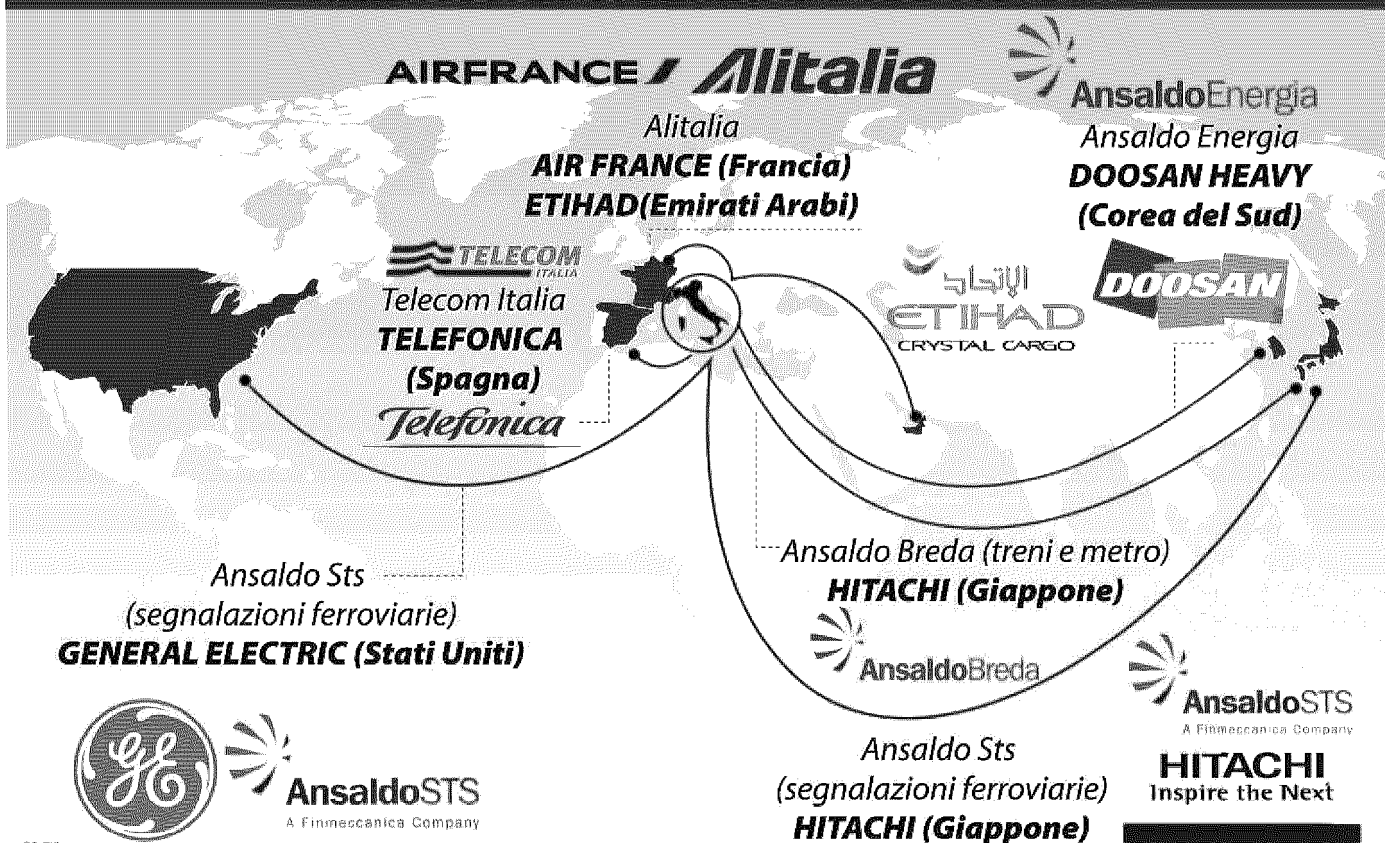 AIRFRANCE Alitalia
AnsaldoEnergia
Alitalia
AIR FRANCE (Francia)
ETIHAD(Emirati Arabi)
Ansaldo Energia
DOOSAN HEAVY
(Corea del Sud)
TELECOM
ITALIA
Telecom Italia
TELEFONICA
(Spagna)
Telefónica
الإتحاد
ETIHAD
CRYSTAL CARGO
DOOSAN
Ansaldo Sts
(segnalazioni ferroviarie)
GENERAL ELECTRIC (Stati Uniti)
Ansaldo Breda (treni e metro)
HITACHI (Giappone)
AnsaldoBreda
GE
AnsaldoSTS
A Finmeccanica Company
Ansaldo Sts
(segnalazioni ferroviarie)
HITACHI (Giappone)
AnsaldoSTS
A Finmeccanica Company
HITACHI
Inspire the Next